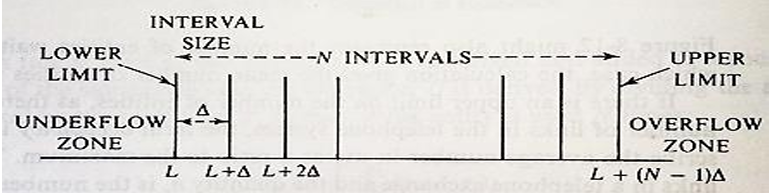 INTERVAL
SIZE
LOWER
LIMIT
N INTERVALS
UPPER
LIMIT
Δ
UNDERFLOW
ZONE
OVERFLOW
ZONE
L L+Δ L+2Δ L + (N − 1)Δ